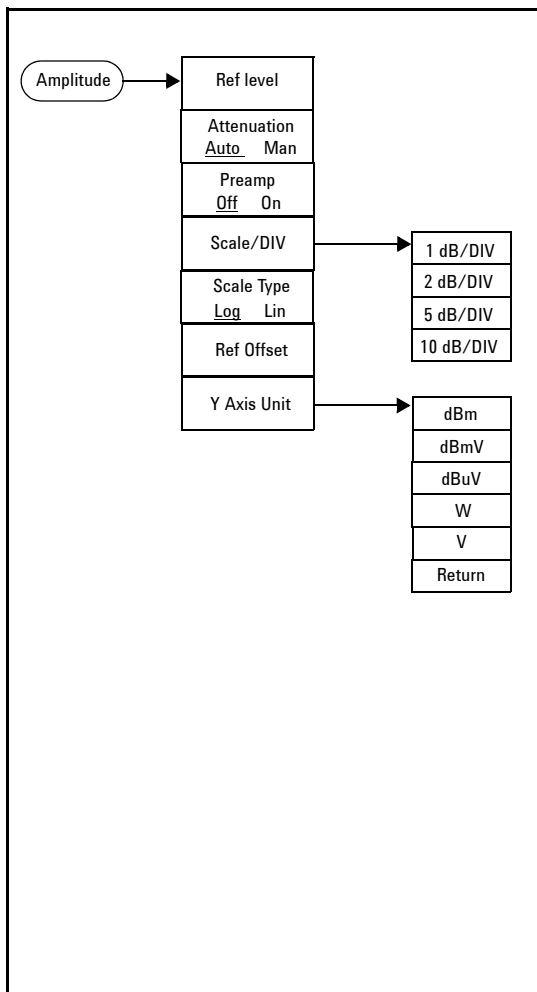 Amplitude
Ref level
Attenuation
Auto Man
Preamp
Off On
Scale/DIV
Scale Type
Log Lin
Ref Offset
Y Axis Unit
1 dB/DIV
2 dB/DIV
5 dB/DIV
10 dB/DIV
dBm
dBmV
dBuV
W
V
Return